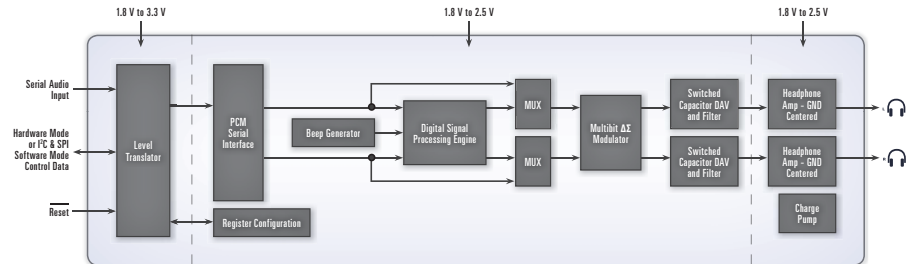 1.8 V to 3.3 V
1.8 V to 2.5 V
1.8 V to 2.5 V
Serial Audio
Input
Hardware Mode
or I²C & SPI
Software Mode
Control Data
Reset
Level
Translator
PCM
Serial
Interface
Register Configuration
Beep Generator
Digital Signal
Processing Engine
MUX
MUX
Multibit ΔΣ
Modulator
Switched
Capacitor DAV
and Filter
Switched
Capacitor DAV
and Filter
Headphone
Amp - GND
Centered
Headphone
Amp - GND
Centered
Charge
Pump